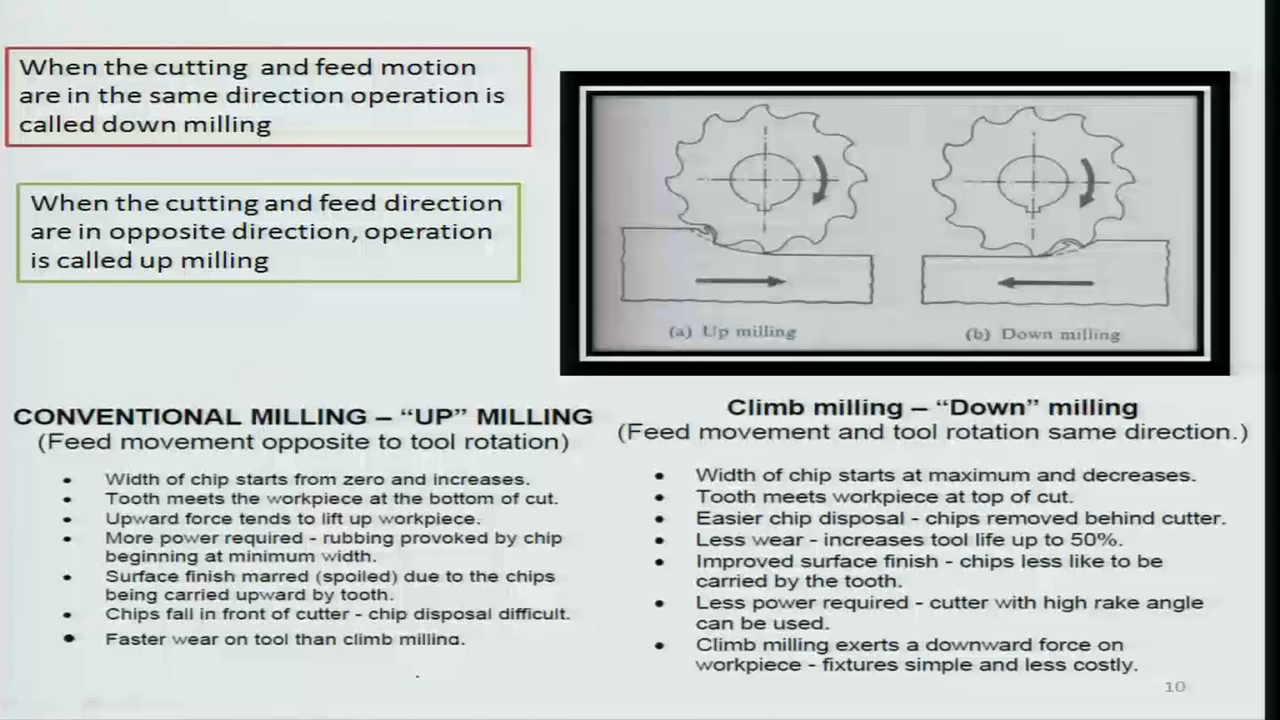 When the cutting and feed motion
are in the same direction operation is
called down milling
When the cutting and feed direction
are in opposite direction, operation
is called up milling
(a) Up milling
(b) Down milling
CONVENTIONAL MILLING – “UP” MILLING
(Feed movement opposite to tool rotation)
• Width of chip starts from zero and increases.
• Tooth meets the workpiece at the bottom of cut.
• Upward force tends to lift up workpiece.
• More power required - rubbing provoked by chip
beginning at minimum width.
• Surface finish marred (spoiled) due to the chips
being carried upward by tooth.
• Chips fall in front of cutter - chip disposal difficult.
• Faster wear on tool than climb milling.
Climb milling – “Down” milling
(Feed movement and tool rotation same direction.)
• Width of chip starts at maximum and decreases.
• Tooth meets workpiece at top of cut.
• Easier chip disposal - chips removed behind cutter.
• Less wear - increases tool life up to 50%.
• Improved surface finish - chips less like to be
carried by the tooth.
• Less power required - cutter with high rake angle
can be used.
• Climb milling exerts a downward force on
workpiece - fixtures simple and less costly.
10